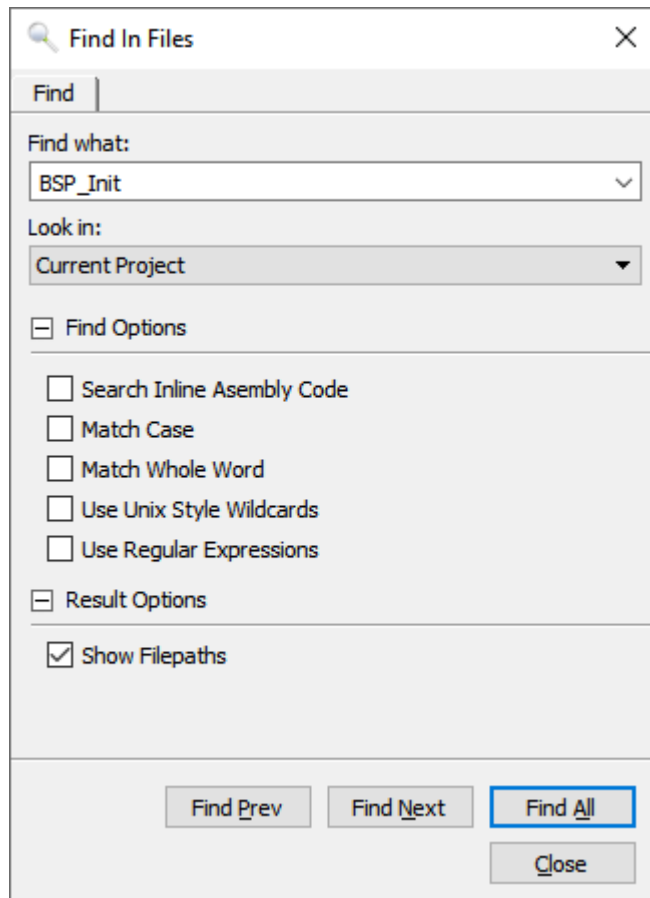 Find In Files
Find
Find what:
BSP_Init
Look in:
Current Project
Find Options
Search Inline Asembly Code
Match Case
Match Whole Word
Use Unix Style Wildcards
Use Regular Expressions
Result Options
Show Filepaths
Find Prev Find Next Find All
Close